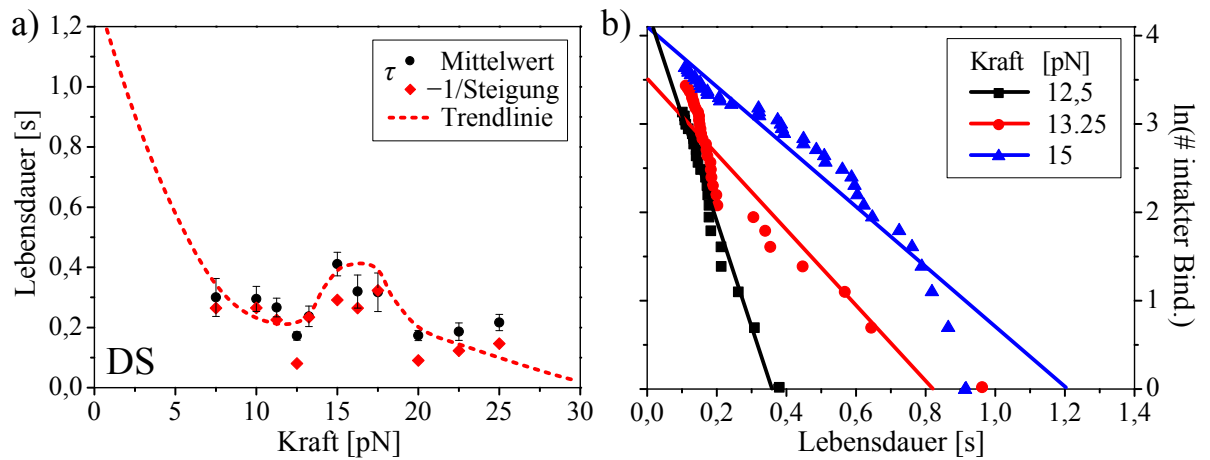 a)
1,2
1,0
0,8
0,6
0,4
0,2
0,0
Lebensdauer [s]
τ Mittelwert
−1/Steigung
Trendlinie
DS
0 5 10 15 20 25 30
Kraft [pN]
b)
Kraft [pN]
12,5
13.25
15
4
3
2
1
0
ln(# intakter Bind.)
0,0 0,2 0,4 0,6 0,8 1,0 1,2 1,4
Lebensdauer [s]